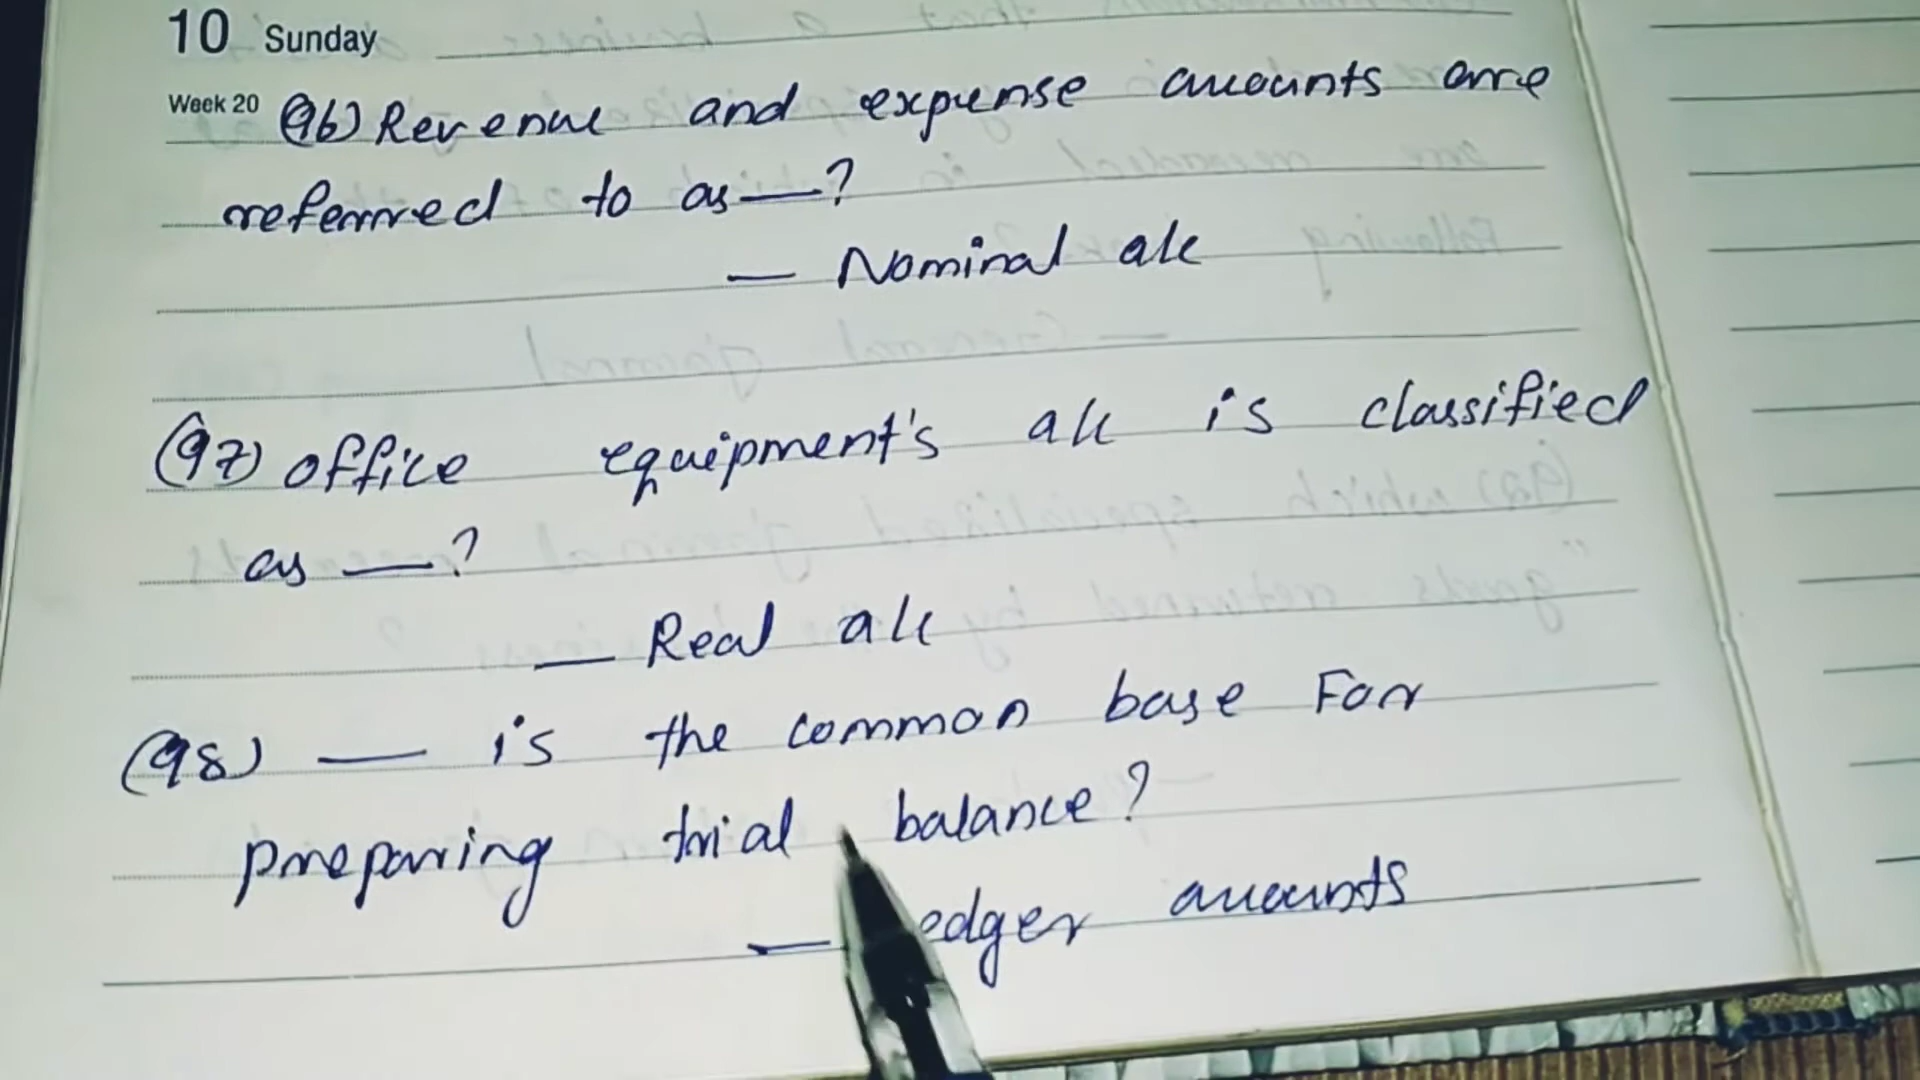 10 Sunday
Week 20
(96) Revenue and expense accounts are
referred to as — ?
— Nominal a/c
(97) office equipment's a/c is classified
as — ?
— Real a/c
(98) — is the common base For
preparing trial balance?
— edger accounts